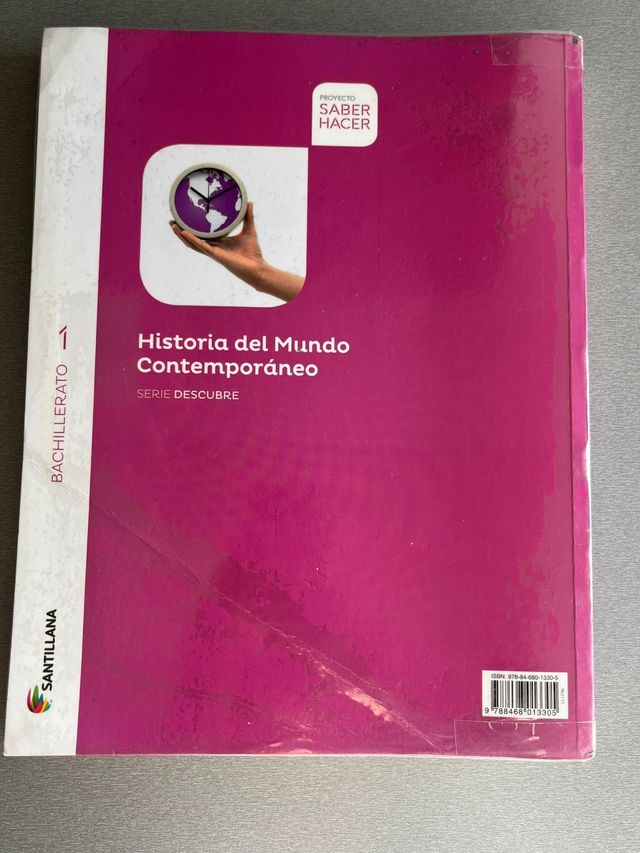 PROYECTO
SABER
HACER
Historia del Mundo
Contemporáneo
SERIE DESCUBRE
BACHILLERATO 1
SANTILLANA
ISBN: 978-84-680-1330-5
9 788468 013305